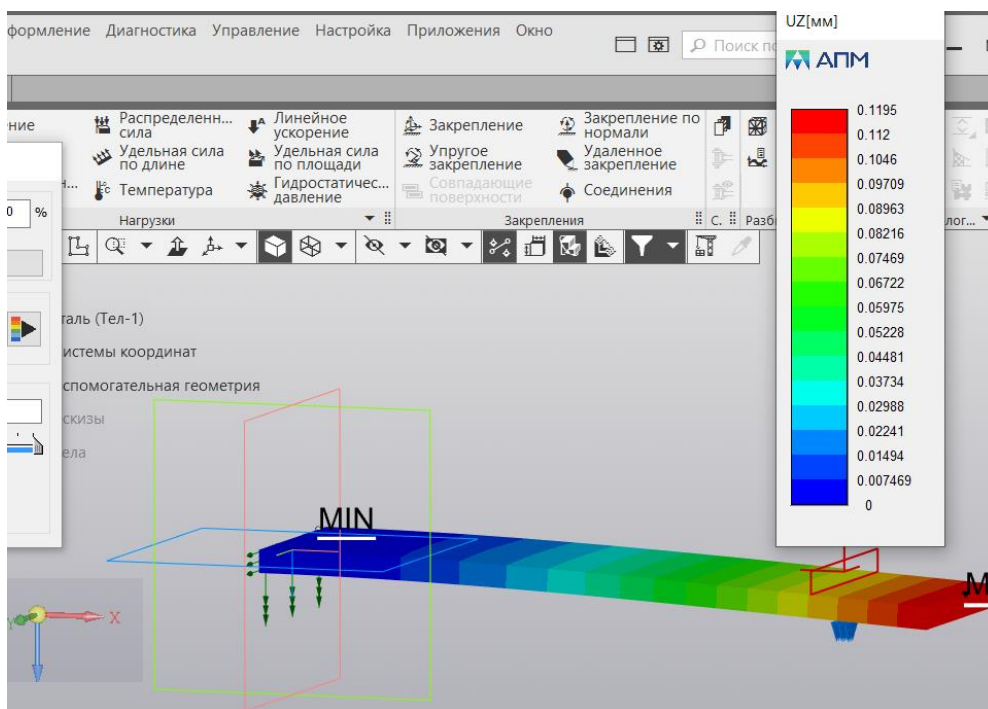 UZ[мм]
формление Диагностика Управление Настройка Приложения Окно
Поиск по
АПМ
ние
Распределенн...
сила
Линейное
ускорение
Закрепление
Закрепление по
нормали
Удельная сила
по длине
Удельная сила
по площади
Упругое
закрепление
Удаленное
закрепление
н...
Температура
Гидростатичес...
давление
Совпадающие
поверхности
Соединения
0 %
Нагрузки
Закрепления
С.
Разб
лог...
0.1195
0.112
0.1046
0.09709
0.08963
0.08216
0.07469
0.06722
0.05975
0.05228
0.04481
0.03734
0.02988
0.02241
0.01494
0.007469
0
таль (Тел-1)
истемы координат
спомогательная геометрия
скизы
ела
MIN
M
X
Y